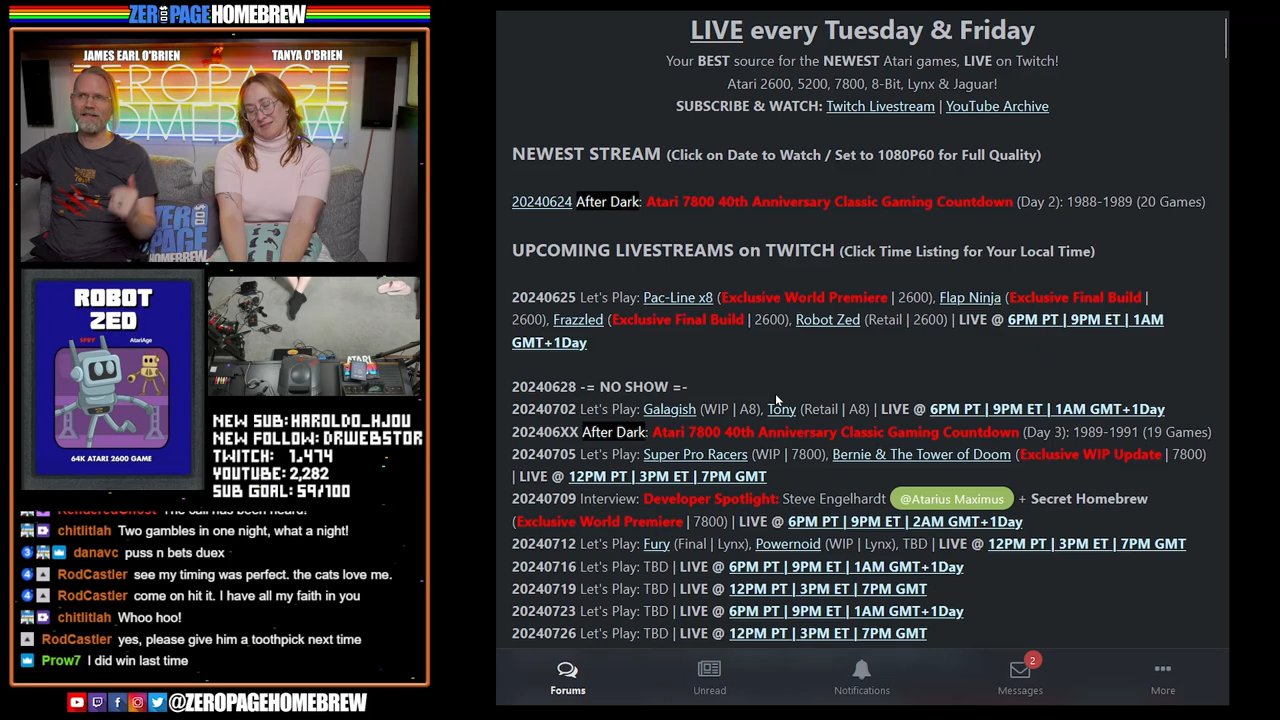 ZEROPAGEHOMEBREW
JAMES EARL O'BRIEN
TANYA O'BRIEN
ZEROPAGE
HOMEBREW
ROBOT
ZED
AtariAge
64K ATARI 2600 GAME
NEW SUB: HAROLDO_HJOU
NEW FOLLOW: DRWEBSTOR
TWITCH: 1,474
YOUTUBE: 2,282
SUB GOAL: 59/100
RenderedGhost The call has been heard!
chitlitlah Two gambles in one night, what a night!
danavc puss n bets duex
RodCastler see my timing was perfect. the cats love me.
RodCastler come on hit it. I have all my faith in you
chitlitlah Whoo hoo!
RodCastler yes, please give him a toothpick next time
Prow7 I did win last time
@ZEROPAGEHOMEBREW
LIVE every Tuesday & Friday
Your BEST source for the NEWEST Atari games, LIVE on Twitch!
Atari 2600, 5200, 7800, 8-Bit, Lynx & Jaguar!
SUBSCRIBE & WATCH: Twitch Livestream | YouTube Archive
NEWEST STREAM (Click on Date to Watch / Set to 1080P60 for Full Quality)
20240624 After Dark: Atari 7800 40th Anniversary Classic Gaming Countdown (Day 2): 1988-1989 (20 Games)
UPCOMING LIVESTREAMS on TWITCH (Click Time Listing for Your Local Time)
20240625 Let's Play: Pac-Line x8 (Exclusive World Premiere | 2600), Flap Ninja (Exclusive Final Build |
2600), Frazzled (Exclusive Final Build | 2600), Robot Zed (Retail | 2600) | LIVE @ 6PM PT | 9PM ET | 1AM
GMT+1Day
20240628 -= NO SHOW =-
20240702 Let's Play: Galagish (WIP | A8), Tony (Retail | A8) | LIVE @ 6PM PT | 9PM ET | 1AM GMT+1Day
202406XX After Dark: Atari 7800 40th Anniversary Classic Gaming Countdown (Day 3): 1989-1991 (19 Games)
20240705 Let's Play: Super Pro Racers (WIP | 7800), Bernie & The Tower of Doom (Exclusive WIP Update | 7800)
| LIVE @ 12PM PT | 3PM ET | 7PM GMT
20240709 Interview: Developer Spotlight: Steve Engelhardt @Atarius Maximus + Secret Homebrew
(Exclusive World Premiere | 7800) | LIVE @ 6PM PT | 9PM ET | 2AM GMT+1Day
20240712 Let's Play: Fury (Final | Lynx), Powernoid (WIP | Lynx), TBD | LIVE @ 12PM PT | 3PM ET | 7PM GMT
20240716 Let's Play: TBD | LIVE @ 6PM PT | 9PM ET | 1AM GMT+1Day
20240719 Let's Play: TBD | LIVE @ 12PM PT | 3PM ET | 7PM GMT
20240723 Let's Play: TBD | LIVE @ 6PM PT | 9PM ET | 1AM GMT+1Day
20240726 Let's Play: TBD | LIVE @ 12PM PT | 3PM ET | 7PM GMT
2
Forums
Unread
Notifications
Messages
More